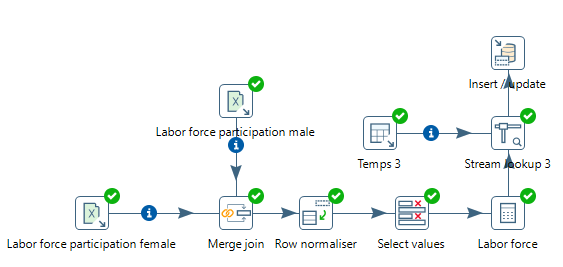 Insert / update
Labor force participation male
Temps 3
Stream lookup 3
Labor force participation female
Merge join
Row normaliser
Select values
Labor force